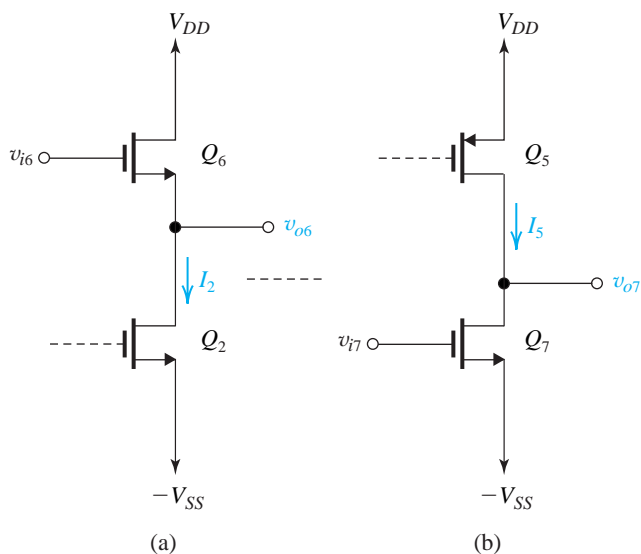 V_DD
V_DD
v_i6
Q_6
Q_5
v_o6
I_5
I_2
v_o7
Q_2
v_i7
Q_7
−V_SS
−V_SS
(a)
(b)